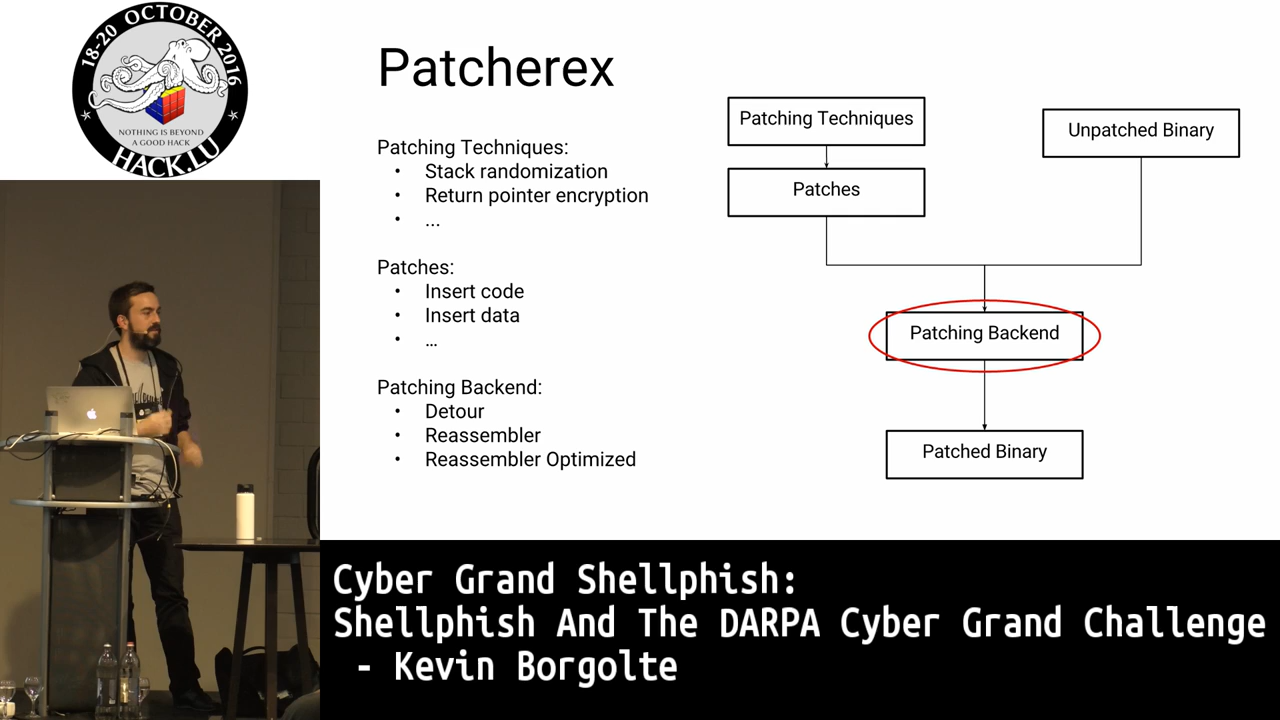 18-20 OCTOBER 2016
NOTHING IS BEYOND
A GOOD HACK
HACK.LU
Patcherex
Patching Techniques:
• Stack randomization
• Return pointer encryption
• ...
Patches:
• Insert code
• Insert data
• ...
Patching Backend:
• Detour
• Reassembler
• Reassembler Optimized
Patching Techniques
Unpatched Binary
Patches
Patching Backend
Patched Binary
Cyber Grand Shellphish:
Shellphish And The DARPA Cyber Grand Challenge
- Kevin Borgolte